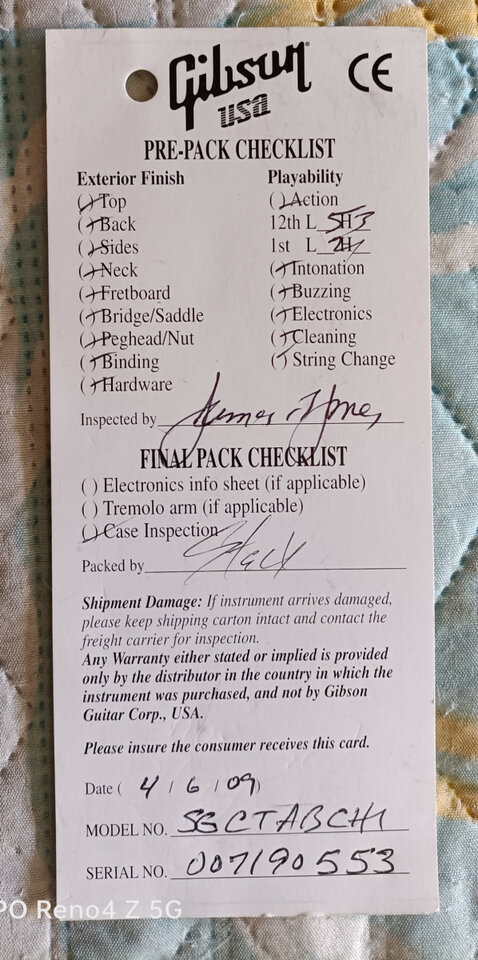 Gibson CE
usa
PRE-PACK CHECKLIST
Exterior Finish Playability
( ) Top ( ) Action
( ) Back 12th L 5H3
( ) Sides 1st L 2H
( ) Neck ( ) Intonation
( ) Fretboard ( ) Buzzing
( ) Bridge/Saddle ( ) Electronics
( ) Peghead/Nut ( ) Cleaning
( ) Binding ( ) String Change
( ) Hardware
Inspected by
FINAL PACK CHECKLIST
( ) Electronics info sheet (if applicable)
( ) Tremolo arm (if applicable)
( ) Case Inspection
Packed by
Shipment Damage: If instrument arrives damaged,
please keep shipping carton intact and contact the
freight carrier for inspection.
Any Warranty either stated or implied is provided
only by the distributor in the country in which the
instrument was purchased, and not by Gibson
Guitar Corp., USA.
Please insure the consumer receives this card.
Date ( 4 / 6 / 09)
MODEL NO. SGCTABCH1
SERIAL NO. 007190553
PO Reno4 Z 5G